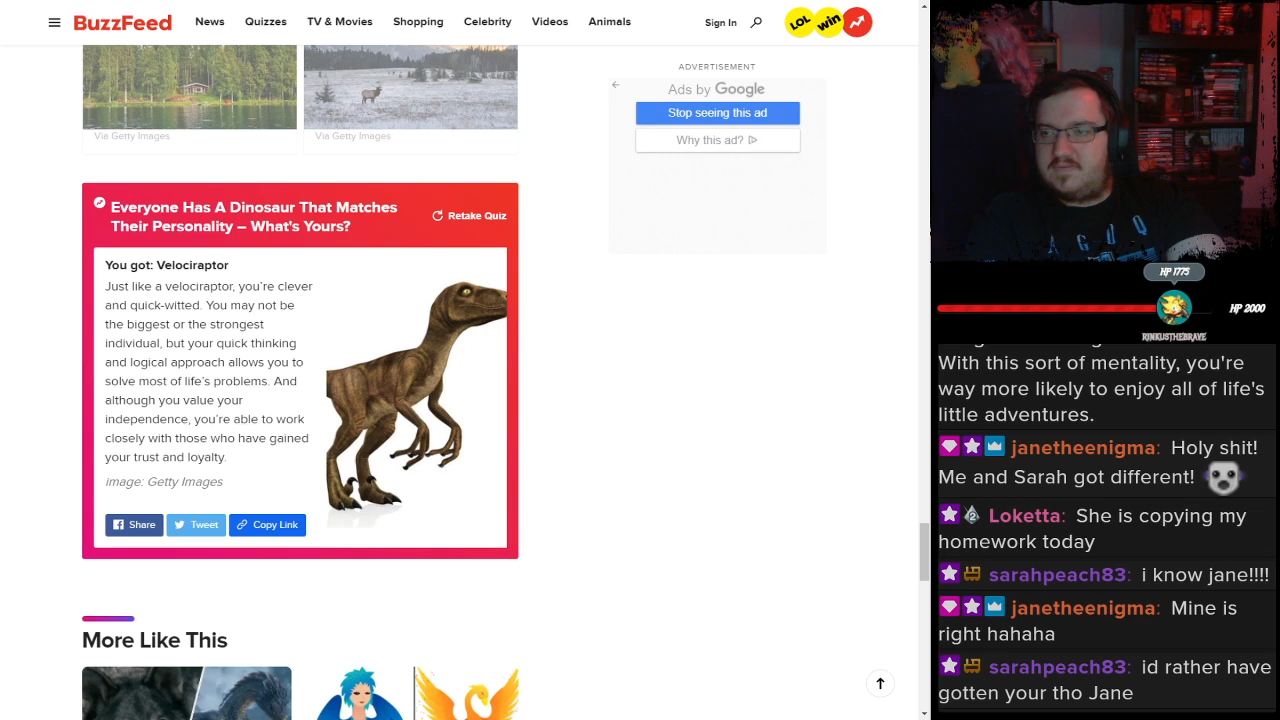 BuzzFeed
News
Quizzes
TV & Movies
Shopping
Celebrity
Videos
Animals
Sign In
LOL
win
Via Getty Images
Via Getty Images
ADVERTISEMENT
Ads by Google
Stop seeing this ad
Why this ad?
Everyone Has A Dinosaur That Matches
Their Personality – What's Yours?
Retake Quiz
You got: Velociraptor
Just like a velociraptor, you’re clever
and quick-witted. You may not be
the biggest or the strongest
individual, but your quick thinking
and logical approach allows you to
solve most of life’s problems. And
although you value your
independence, you’re able to work
closely with those who have gained
your trust and loyalty.
image: Getty Images
Share
Tweet
Copy Link
More Like This
AGDQ
HP 1775
HP 2000
RINKUSTHEBRAVE
With this sort of mentality, you're
way more likely to enjoy all of life's
little adventures.
janetheenigma: Holy shit!
Me and Sarah got different!
2 Loketta: She is copying my
homework today
sarahpeach83: i know jane!!!!
janetheenigma: Mine is
right hahaha
sarahpeach83: id rather have
gotten your tho Jane